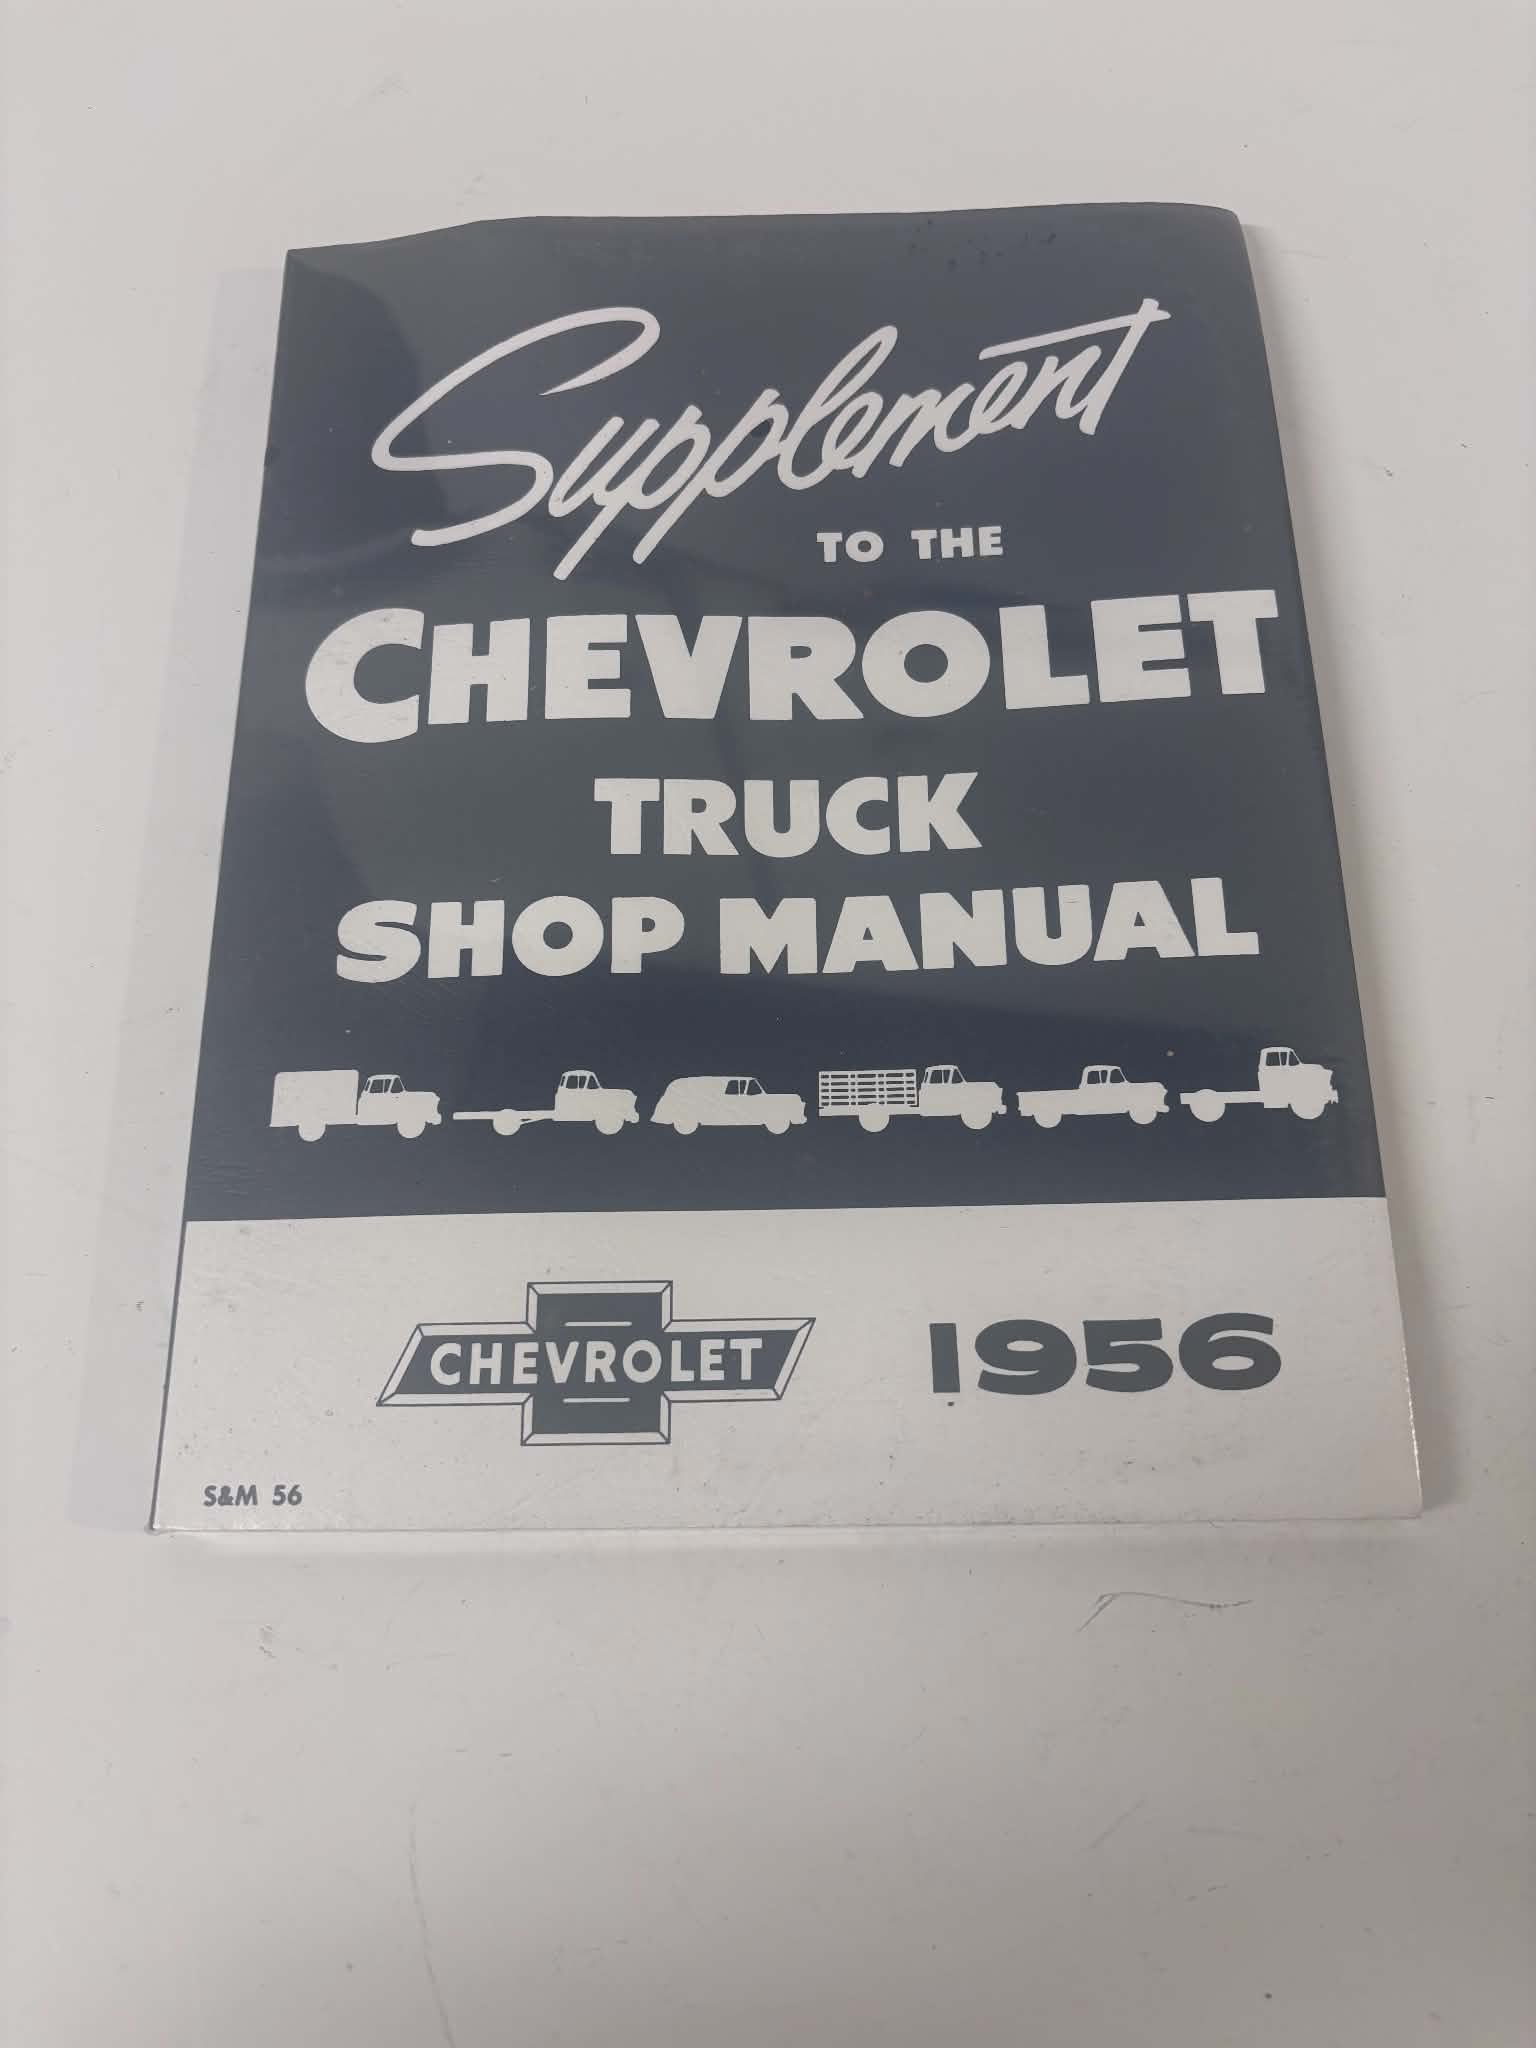 Supplement
TO THE
CHEVROLET
TRUCK
SHOP MANUAL
CHEVROLET
1956
S&M 56